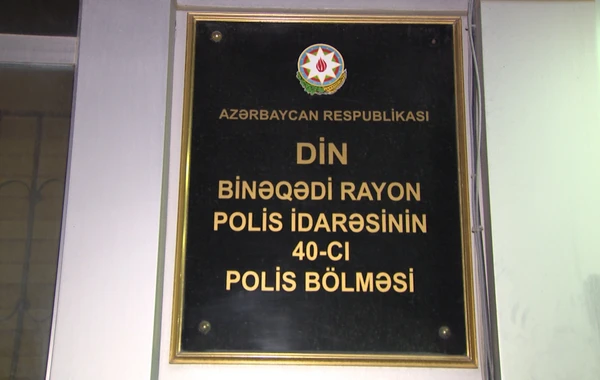 AZƏRBAYCAN RESPUBLİKASI
DİN
BİNƏQƏDİ RAYON
POLİS İDARƏSİNİN
40-CI
POLİS BÖLMƏSİ